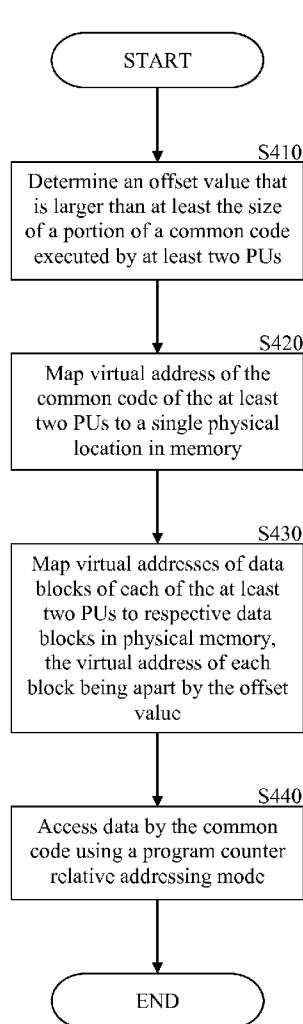 START
S410
Determine an offset value that
is larger than at least the size
of a portion of a common code
executed by at least two PUs
S420
Map virtual address of the
common code of the at least
two PUs to a single physical
location in memory
S430
Map virtual addresses of data
blocks of each of the at least
two PUs to respective data
blocks in physical memory,
the virtual address of each
block being apart by the offset
value
S440
Access data by the common
code using a program counter
relative addressing mode
END